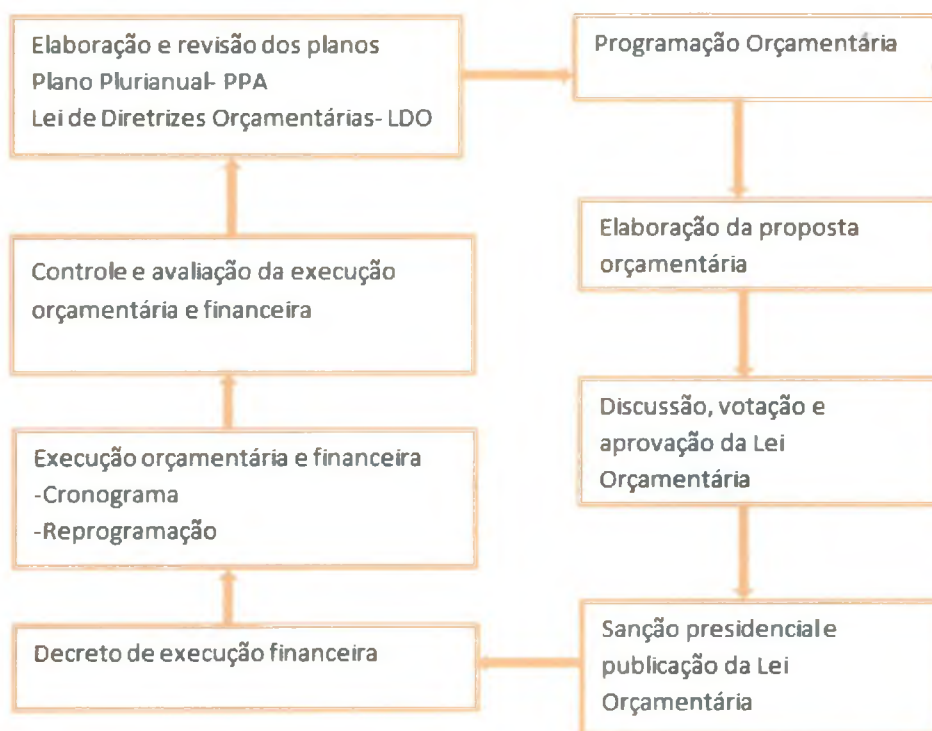 Elaboração e revisão dos planos
Plano Plurianual- PPA
Lei de Diretrizes Orçamentárias- LDO
Programação Orçamentária
Elaboração da proposta
orçamentária
Discussão, votação e
aprovação da Lei
Orçamentária
Sanção presidencial e
publicação da Lei
Orçamentária
Decreto de execução financeira
Execução orçamentária e financeira
-Cronograma
-Reprogramação
Controle e avaliação da execução
orçamentária e financeira